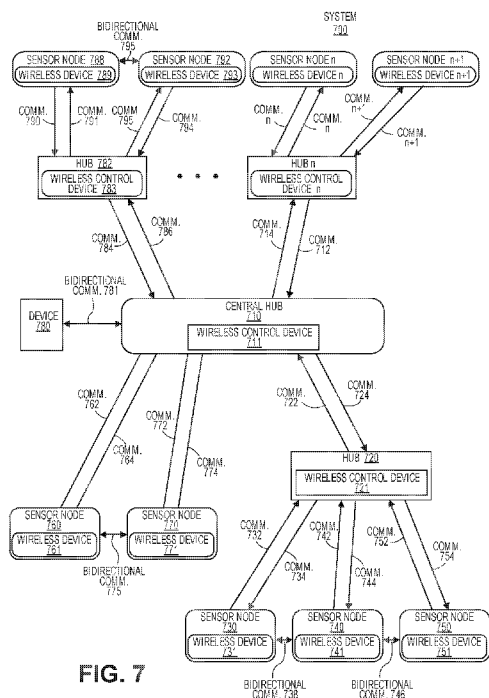 BIDIRECTIONAL
COMM.
795
SYSTEM
700
SENSOR NODE 788
WIRELESS DEVICE 789
SENSOR NODE 792
WIRELESS DEVICE 793
SENSOR NODE n
WIRELESS DEVICE n
SENSOR NODE n+1
WIRELESS DEVICE n+1
COMM.
790
COMM.
791
COMM.
795
COMM.
794
COMM.
n
COMM.
n
COMM.
n+1
COMM.
n+1
HUB 782
WIRELESS CONTROL
DEVICE 783
HUB n
WIRELESS CONTROL
DEVICE n
COMM.
784
COMM.
786
COMM.
714
COMM.
712
BIDIRECTIONAL
COMM. 781
DEVICE
780
CENTRAL HUB
710
WIRELESS CONTROL DEVICE
711
COMM.
762
COMM.
764
COMM.
772
COMM.
774
COMM.
722
COMM.
724
HUB 720
WIRELESS CONTROL DEVICE
721
SENSOR NODE
760
WIRELESS DEVICE
761
SENSOR NODE
770
WIRELESS DEVICE
771
BIDIRECTIONAL
COMM.
775
COMM.
732
COMM.
734
COMM.
742
COMM.
744
COMM.
752
COMM.
754
SENSOR NODE
730
WIRELESS DEVICE
731
SENSOR NODE
740
WIRELESS DEVICE
741
SENSOR NODE
750
WIRELESS DEVICE
751
BIDIRECTIONAL
COMM. 738
BIDIRECTIONAL
COMM. 746
FIG. 7